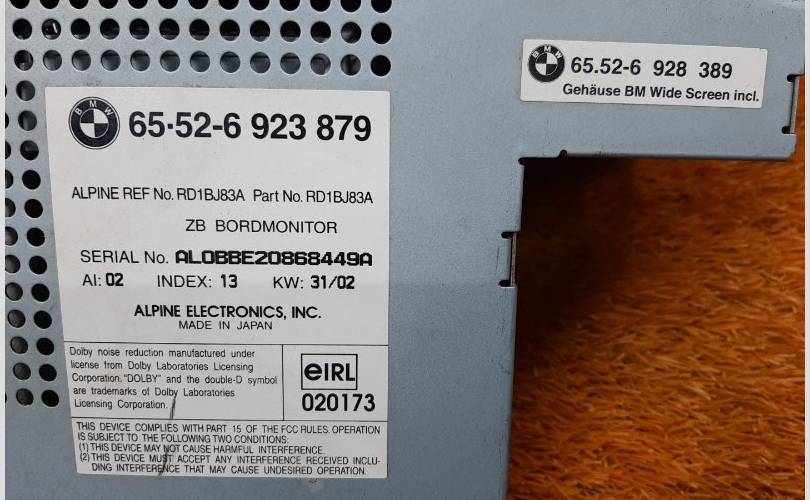 BMW
65·52-6 923 879
ALPINE REF No. RD1BJ83A Part No. RD1BJ83A
ZB BORDMONITOR
SERIAL No. AL0BBE20868449A
AI: 02 INDEX: 13 KW: 31/02
ALPINE ELECTRONICS, INC.
MADE IN JAPAN
Dolby noise reduction manufactured under
license from Dolby Laboratories Licensing
Corporation. "DOLBY" and the double-D symbol
are trademarks of Dolby Laboratories
Licensing Corporation.
eIRL
020173
THIS DEVICE COMPLIES WITH PART 15 OF THE FCC RULES. OPERATION
IS SUBJECT TO THE FOLLOWING TWO CONDITIONS:
(1) THIS DEVICE MAY NOT CAUSE HARMFUL INTERFERENCE.
(2) THIS DEVICE MUST ACCEPT ANY INTERFERENCE RECEIVED INCLU-
DING INTERFERENCE THAT MAY CAUSE UNDESIRED OPERATION.
BMW
65.52-6 928 389
Gehäuse BM Wide Screen incl.